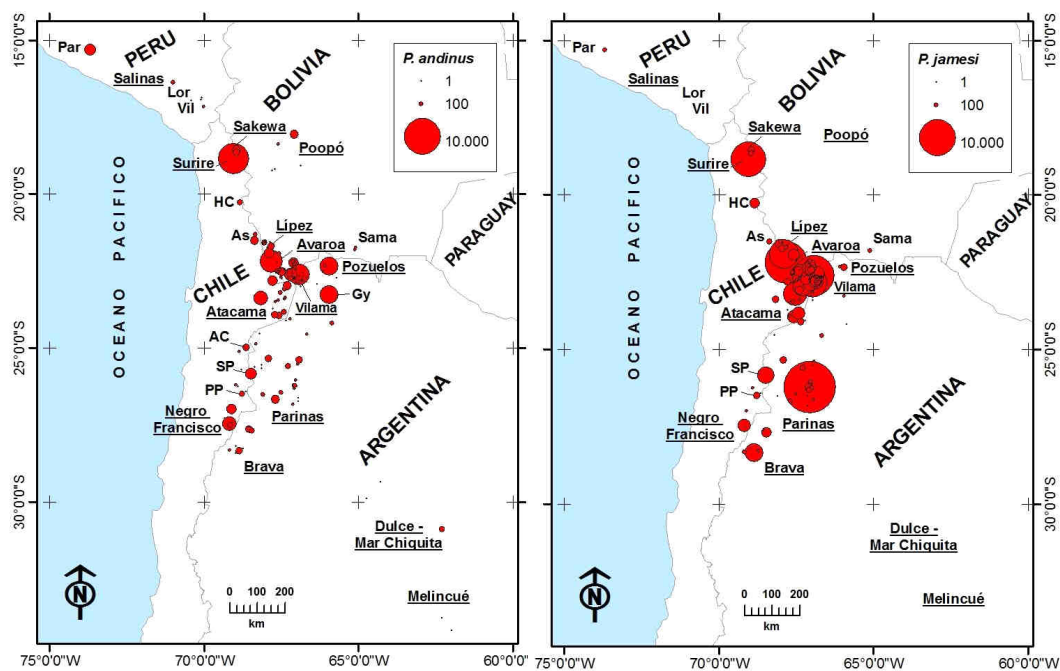 15°0'0"S
20°0'0"S
25°0'0"S
30°0'0"S
75°0'0"W
70°0'0"W
65°0'0"W
60°0'0"W
PERU
BOLIVIA
PARAGUAY
CHILE
ARGENTINA
OCEANO PACIFICO
P. andinus
1
100
10.000
Par
Salinas
Lor
Vil
Sakewa
Surire
Poopó
HC
As
Lípez
Avaroa
Sama
Pozuelos
Gy
Vilama
Atacama
AC
SP
PP
Negro
Francisco
Parinas
Brava
Dulce -
Mar Chiquita
Melincué
N
0 100 200
km
PERU
BOLIVIA
PARAGUAY
CHILE
ARGENTINA
OCEANO PACIFICO
P. jamesi
1
100
10.000
Par
Salinas
Lor
Vil
Sakewa
Surire
Poopó
HC
As
Lípez
Avaroa
Sama
Pozuelos
Vilama
Atacama
SP
PP
Negro
Francisco
Parinas
Brava
Dulce -
Mar Chiquita
Melincué
N
0 100 200
km
75°0'0"W
70°0'0"W
65°0'0"W
60°0'0"W
15°0'0"S
20°0'0"S
25°0'0"S
30°0'0"S